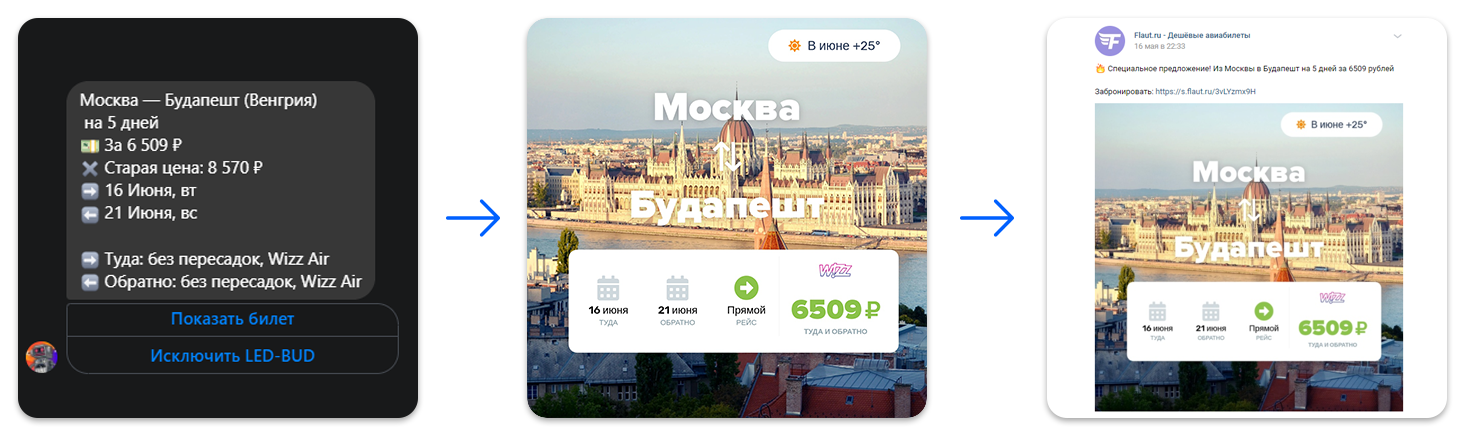 Москва — Будапешт (Венгрия)
на 5 дней
За 6 509 ₽
Старая цена: 8 570 ₽
16 Июня, вт
21 Июня, вс
Туда: без пересадок, Wizz Air
Обратно: без пересадок, Wizz Air
Показать билет
Исключить LED-BUD
В июне +25°
Москва
Будапешт
16 июня
ТУДА
21 июня
ОБРАТНО
Прямой
РЕЙС
WIZZ
6509 ₽
ТУДА И ОБРАТНО
Flaut.ru - Дешёвые авиабилеты
16 мая в 22:33
Специальное предложение! Из Москвы в Будапешт на 5 дней за 6509 рублей
Забронировать: https://s.flaut.ru/3vLYzmx9H
В июне +25°
Москва
Будапешт
16 июня
ТУДА
21 июня
ОБРАТНО
Прямой
РЕЙС
WIZZ
6509 ₽
ТУДА И ОБРАТНО